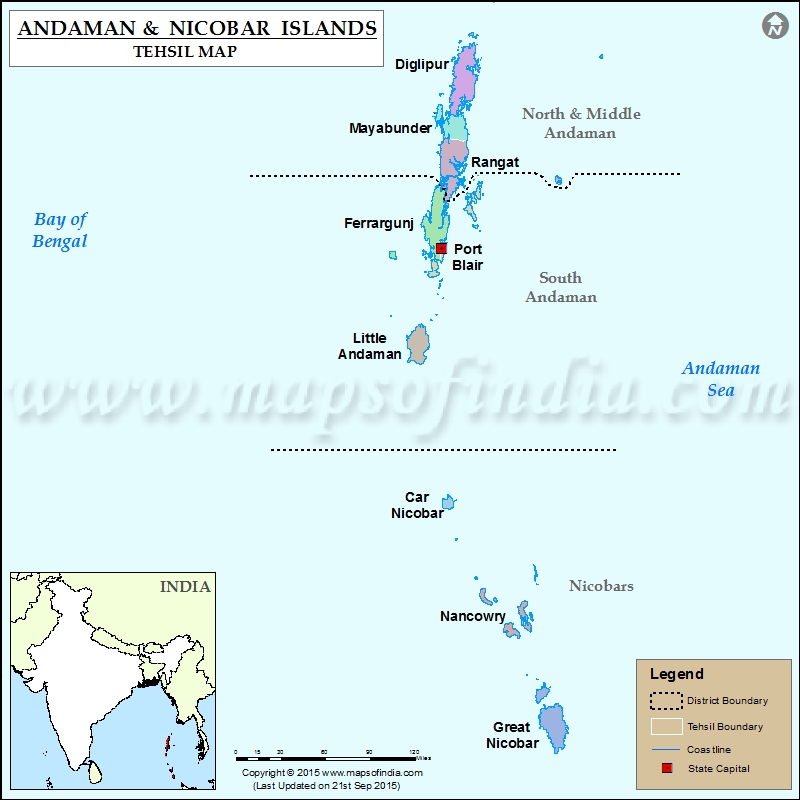 ANDAMAN & NICOBAR ISLANDS
TEHSIL MAP
N
Diglipur
Mayabunder
North & Middle
Andaman
Rangat
Bay of
Bengal
Ferrargunj
Port
Blair
South
Andaman
Little
Andaman
Andaman
Sea
www.mapsofindia.com
Car
Nicobar
INDIA
Nicobars
Nancowry
Great
Nicobar
Legend
District Boundary
Tehsil Boundary
Coastline
State Capital
0 15 30 60 90 120
Miles
Copyright © 2015 www.mapsofindia.com
(Last Updated on 21st Sep 2015)